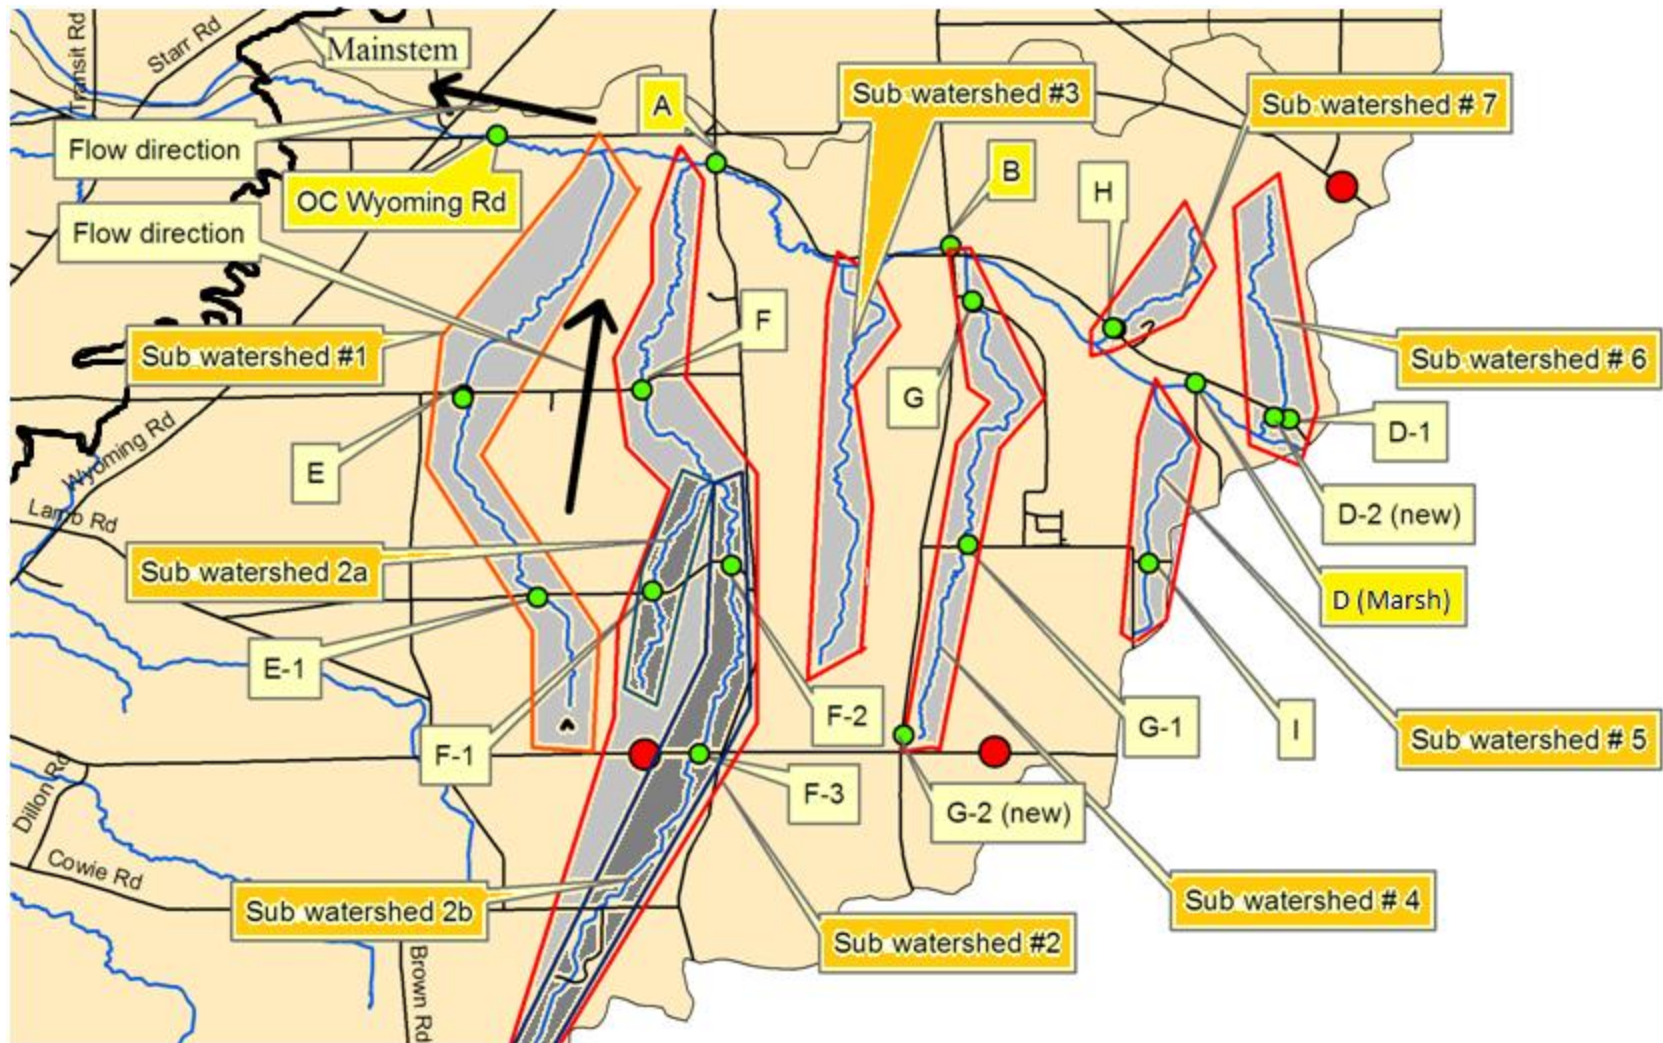 Transit Rd
Starr Rd
Mainstem
A
Sub watershed #3
Sub watershed # 7
Flow direction
B
H
OC Wyoming Rd
Flow direction
F
Sub watershed #1
Sub watershed # 6
G
D-1
Wyoming Rd
E
Lamb Rd
D-2 (new)
Sub watershed 2a
D (Marsh)
E-1
F-2
G-1
I
Sub watershed # 5
F-1
Dillon Rd
F-3
G-2 (new)
Cowie Rd
Sub watershed 2b
Sub watershed # 4
Sub watershed #2
Brown Rd